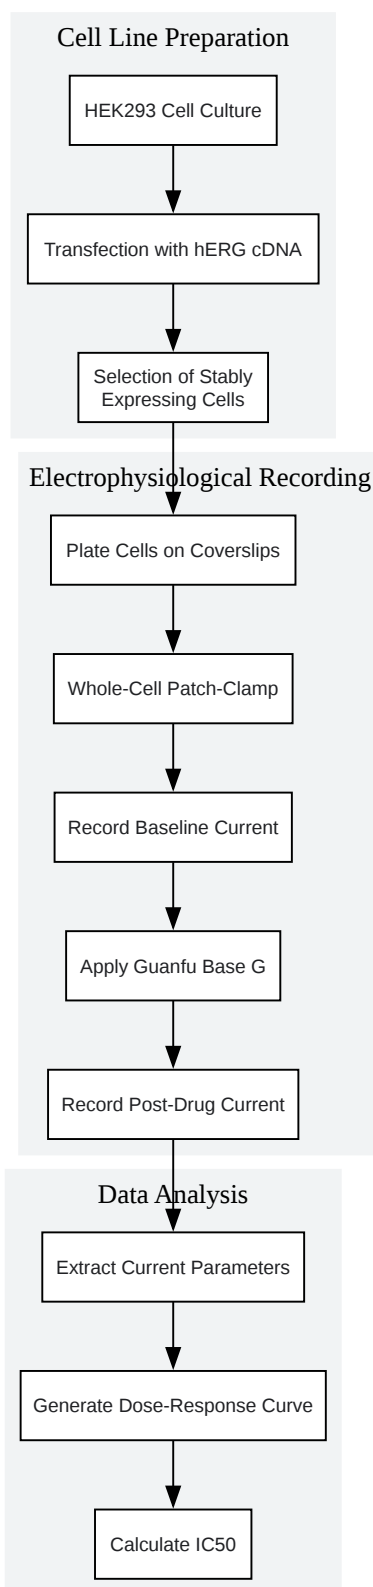 Cell Line Preparation
HEK293 Cell Culture
Transfection with hERG cDNA
Selection of Stably
Expressing Cells
Electrophysiological Recording
Plate Cells on Coverslips
Whole-Cell Patch-Clamp
Record Baseline Current
Apply Guanfu Base G
Record Post-Drug Current
Data Analysis
Extract Current Parameters
Generate Dose-Response Curve
Calculate IC50